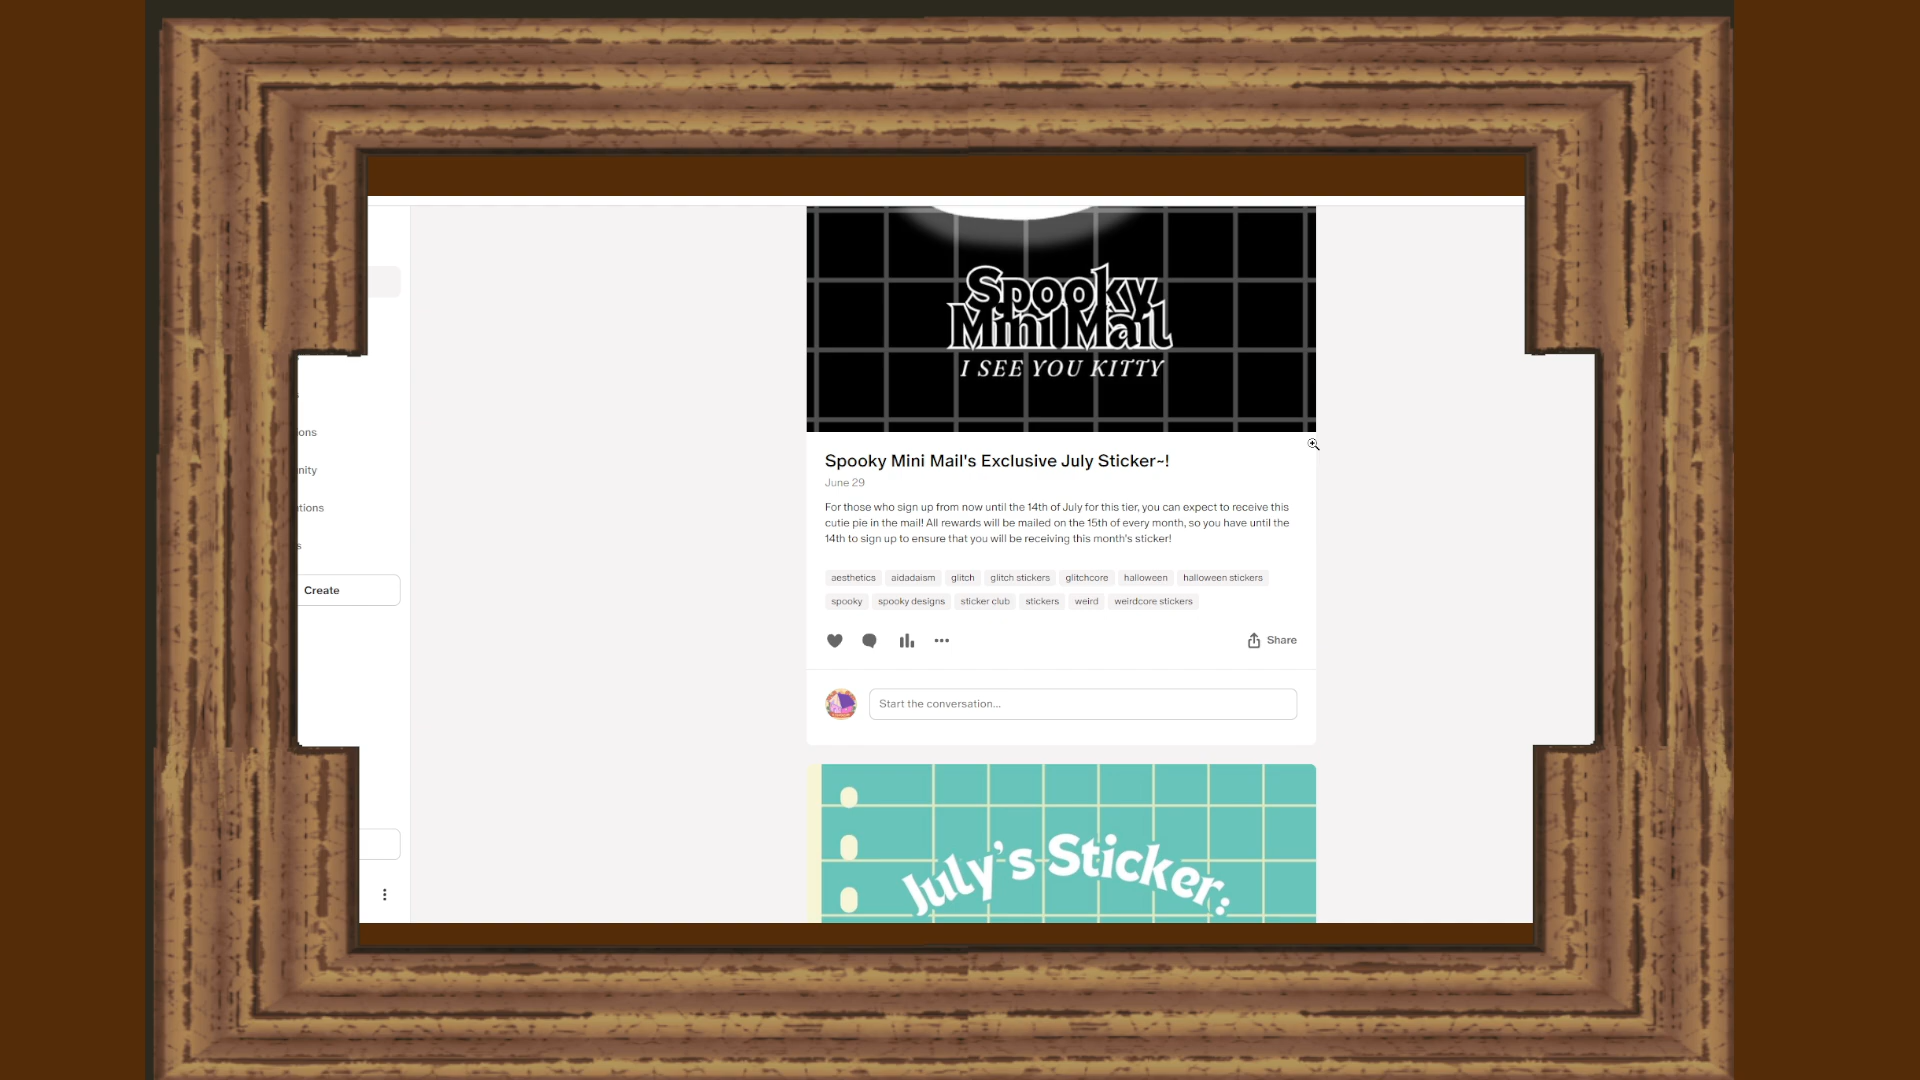 Spooky
Mini Mail
I SEE YOU KITTY
Spooky Mini Mail's Exclusive July Sticker~!
June 29
For those who sign up from now until the 14th of July for this tier, you can expect to receive this
cutie pie in the mail! All rewards will be mailed on the 15th of every month, so you have until the
14th to sign up to ensure that you will be receiving this month's sticker!
aesthetics aidadaism glitch glitch stickers glitchcore halloween halloween stickers
spooky spooky designs sticker club stickers weird weirdcore stickers
Share
Start the conversation...
July's Sticker:
ons
nity
tions
s
Create